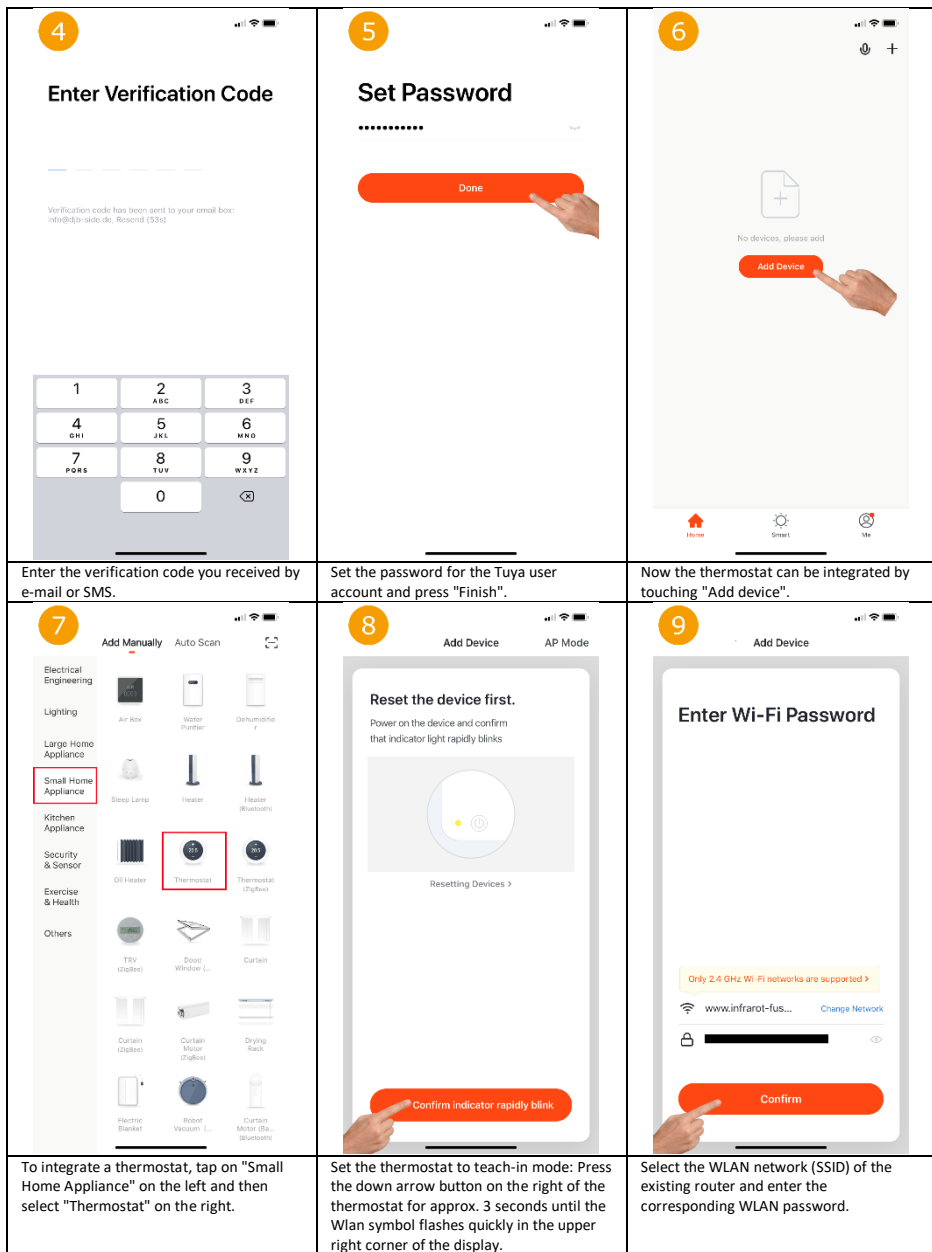 4
Enter Verification Code
Verification code has been sent to your email box:
info@djb-side.de, Resend (53s)
1
2
ABC
3
DEF
4
GHI
5
JKL
6
MNO
7
PQRS
8
TUV
9
WXYZ
0
Enter the verification code you received by
e-mail or SMS.
5
Set Password
Done
Set the password for the Tuya user
account and press "Finish".
6
No devices, please add
Add Device
Home
Smart
Me
Now the thermostat can be integrated by
touching "Add device".
7
Add Manually Auto Scan
Electrical
Engineering
Lighting
Large Home
Appliance
Small Home
Appliance
Kitchen
Appliance
Security
& Sensor
Exercise
& Health
Others
Air Box
Water
Purifier
Dehumidifie
r
Sleep Lamp
Heater
Heater
(Bluetooth)
Oil Heater
Thermostat
Thermostat
(ZigBee)
TRV
(ZigBee)
Door/
Window (...
Curtain
Curtain
(ZigBee)
Curtain
Motor
(ZigBee)
Drying
Rack
Electric
Blanket
Robot
Vacuum (...
Curtain
Motor (Ba...
(Bluetooth)
To integrate a thermostat, tap on "Small
Home Appliance" on the left and then
select "Thermostat" on the right.
8
Add Device AP Mode
Reset the device first.
Power on the device and confirm
that indicator light rapidly blinks
Resetting Devices >
Confirm indicator rapidly blink
Set the thermostat to teach-in mode: Press
the down arrow button on the right of the
thermostat for approx. 3 seconds until the
Wlan symbol flashes quickly in the upper
right corner of the display.
9
Add Device
Enter Wi-Fi Password
Only 2.4 GHz Wi-Fi networks are supported >
www.infrarot-fus... Change Network
Confirm
Select the WLAN network (SSID) of the
existing router and enter the
corresponding WLAN password.